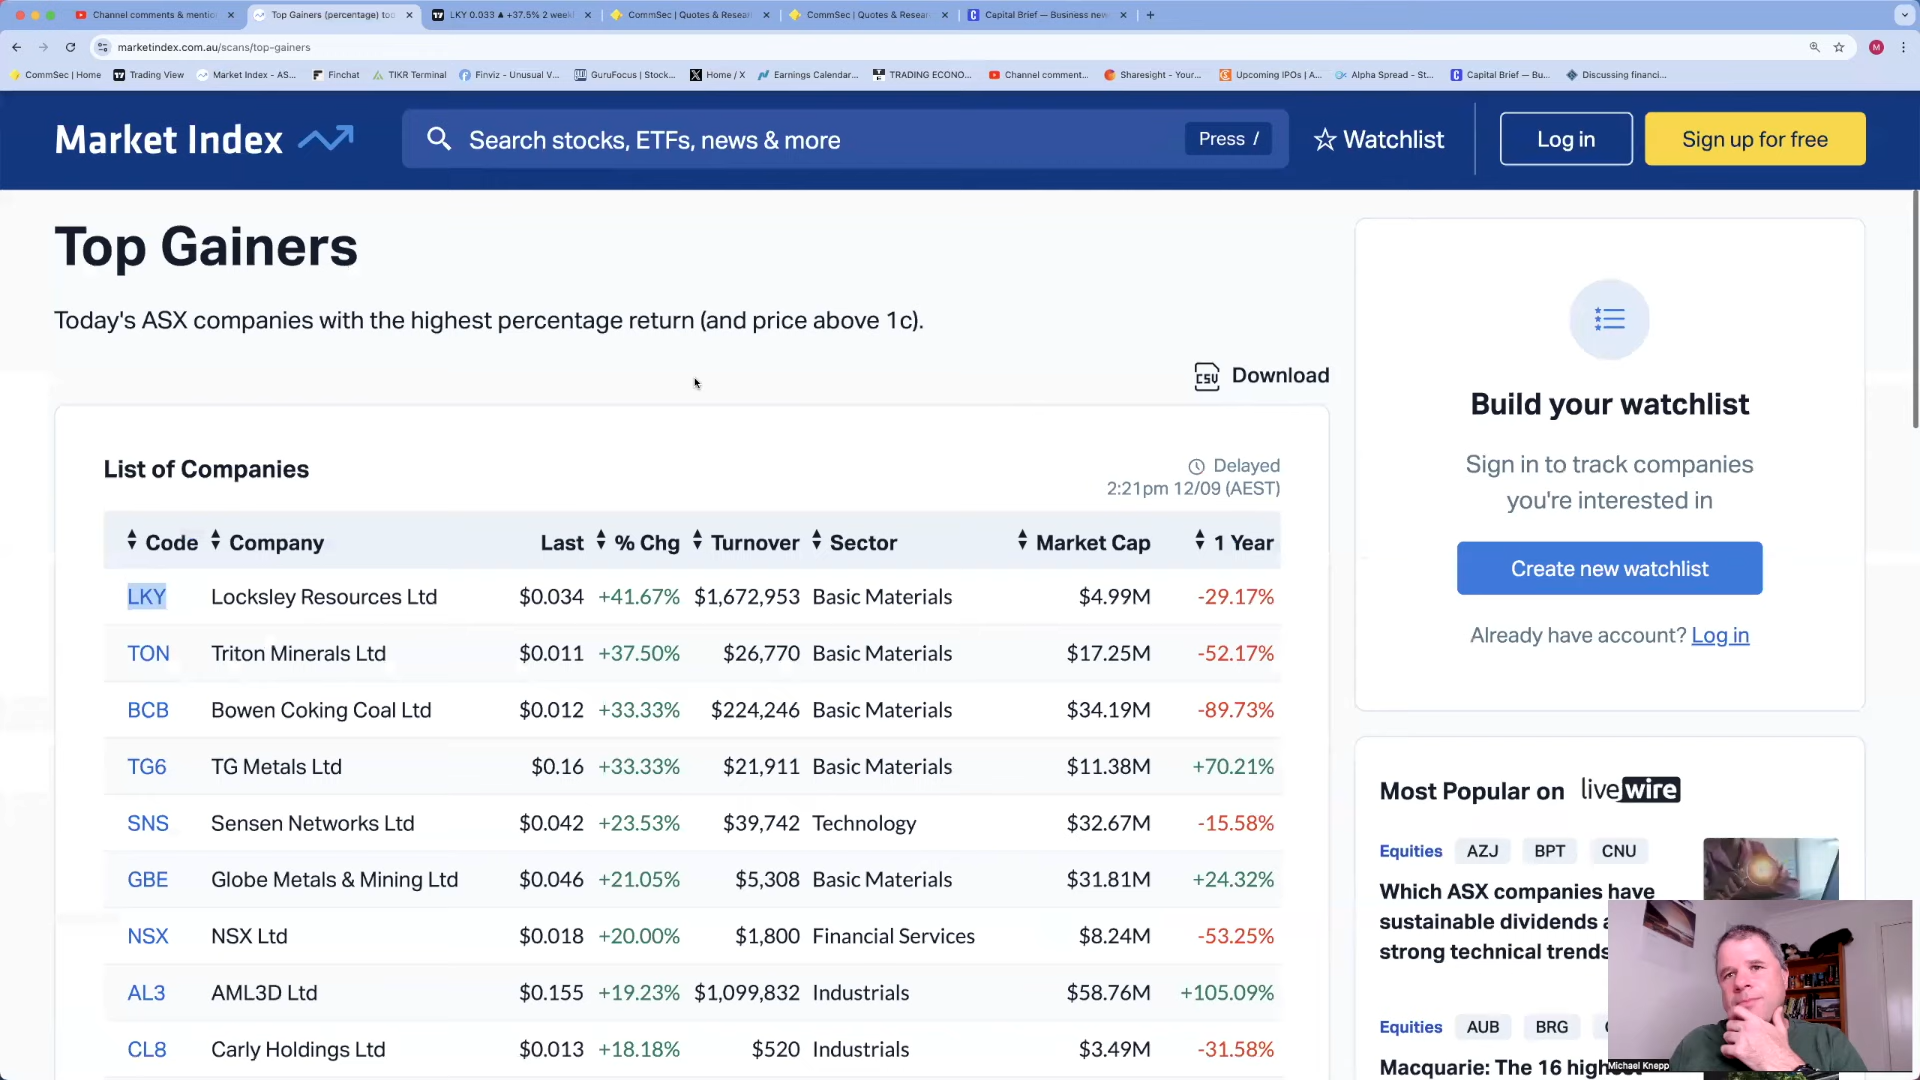 Channel comments & mentio
Top Gainers (percentage) to
LKY 0.033 ▲ +37.5% 2 week
CommSec | Quotes & Resear
CommSec | Quotes & Resear
Capital Brief — Business new
marketindex.com.au/scans/top-gainers
M
CommSec | Home
Trading View
Market Index - AS...
Finchat
TIKR Terminal
Finviz - Unusual V...
GuruFocus | Stock...
Home / X
Earnings Calendar...
TRADING ECONO...
Channel comment...
Sharesight - Your...
Upcoming IPOs | A...
Alpha Spread - St...
Capital Brief — Bu...
Discussing financi...
Market Index
Search stocks, ETFs, news & more
Press /
Watchlist
Log in
Sign up for free
Top Gainers
Today's ASX companies with the highest percentage return (and price above 1c).
CSV Download
List of Companies
Delayed
2:21pm 12/09 (AEST)
Code Company Last % Chg Turnover Sector Market Cap 1 Year
LKY Locksley Resources Ltd $0.034 +41.67% $1,672,953 Basic Materials $4.99M -29.17%
TON Triton Minerals Ltd $0.011 +37.50% $26,770 Basic Materials $17.25M -52.17%
BCB Bowen Coking Coal Ltd $0.012 +33.33% $224,246 Basic Materials $34.19M -89.73%
TG6 TG Metals Ltd $0.16 +33.33% $21,911 Basic Materials $11.38M +70.21%
SNS Sensen Networks Ltd $0.042 +23.53% $39,742 Technology $32.67M -15.58%
GBE Globe Metals & Mining Ltd $0.046 +21.05% $5,308 Basic Materials $31.81M +24.32%
NSX NSX Ltd $0.018 +20.00% $1,800 Financial Services $8.24M -53.25%
AL3 AML3D Ltd $0.155 +19.23% $1,099,832 Industrials $58.76M +105.09%
CL8 Carly Holdings Ltd $0.013 +18.18% $520 Industrials $3.49M -31.58%
Build your watchlist
Sign in to track companies
you're interested in
Create new watchlist
Already have account? Log in
Most Popular on livewire
Equities AZJ BPT CNU
Which ASX companies have
sustainable dividends
strong technical trends
Equities AUB BRG
Macquarie: The 16
Michael Knepp